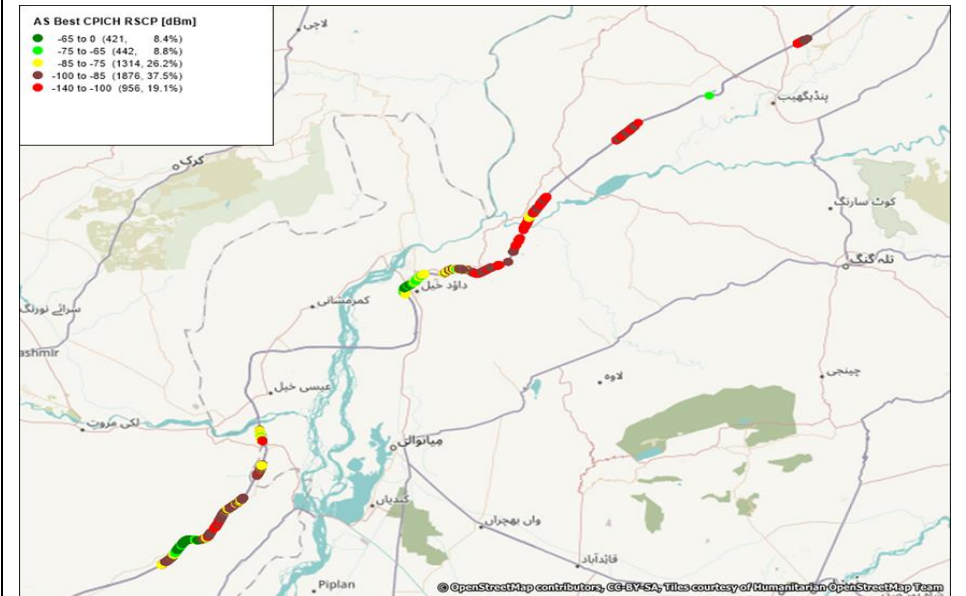 AS Best CPICH RSCP [dBm]
-65 to 0 (421, 8.4%)
-75 to -65 (442, 8.8%)
-85 to -75 (1314, 26.2%)
-100 to -85 (1876, 37.5%)
-140 to -100 (956, 19.1%)
لاچی
پنڈیگھیب
کرک
کوٹ سارنگ
تلہ گنگ
داؤد خیل
کمرمشانی
سرائے نورنگ
ashmir
چینجی
لاوہ
عیسیٰ خیل
لکی مروت
میانوالی
کندیاں
واں بھچراں
قائدآباد
Piplan
© OpenStreetMap contributors, CC-BY-SA, Tiles courtesy of Humanitarian OpenStreetMap Team